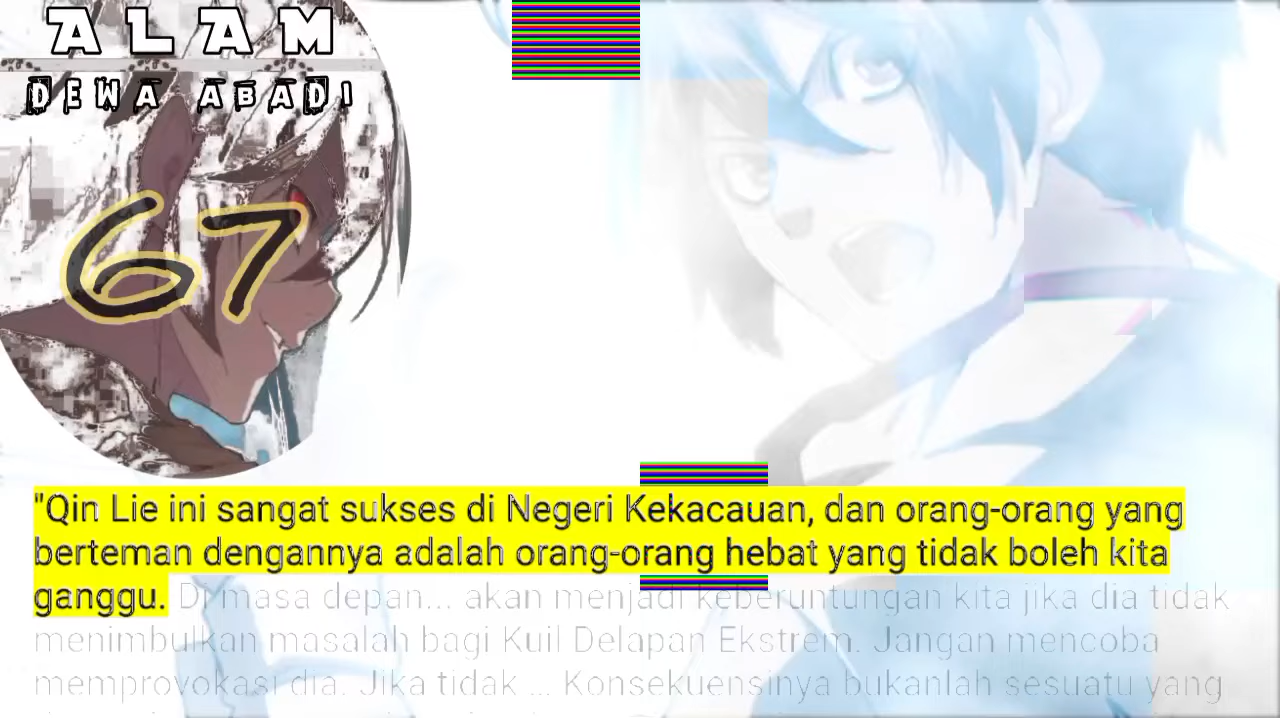 ALAM
DEWA ABADI
67
"Qin Lie ini sangat sukses di Negeri Kekacauan, dan orang-orang yang
berteman dengannya adalah orang-orang hebat yang tidak boleh kita
ganggu. Di masa depan... akan menjadi keberuntungan kita jika dia tidak
menimbulkan masalah bagi Kuil Delapan Ekstrem. Jangan mencoba
memprovokasi dia. Jika tidak ... Konsekuensinya bukanlah sesuatu yang